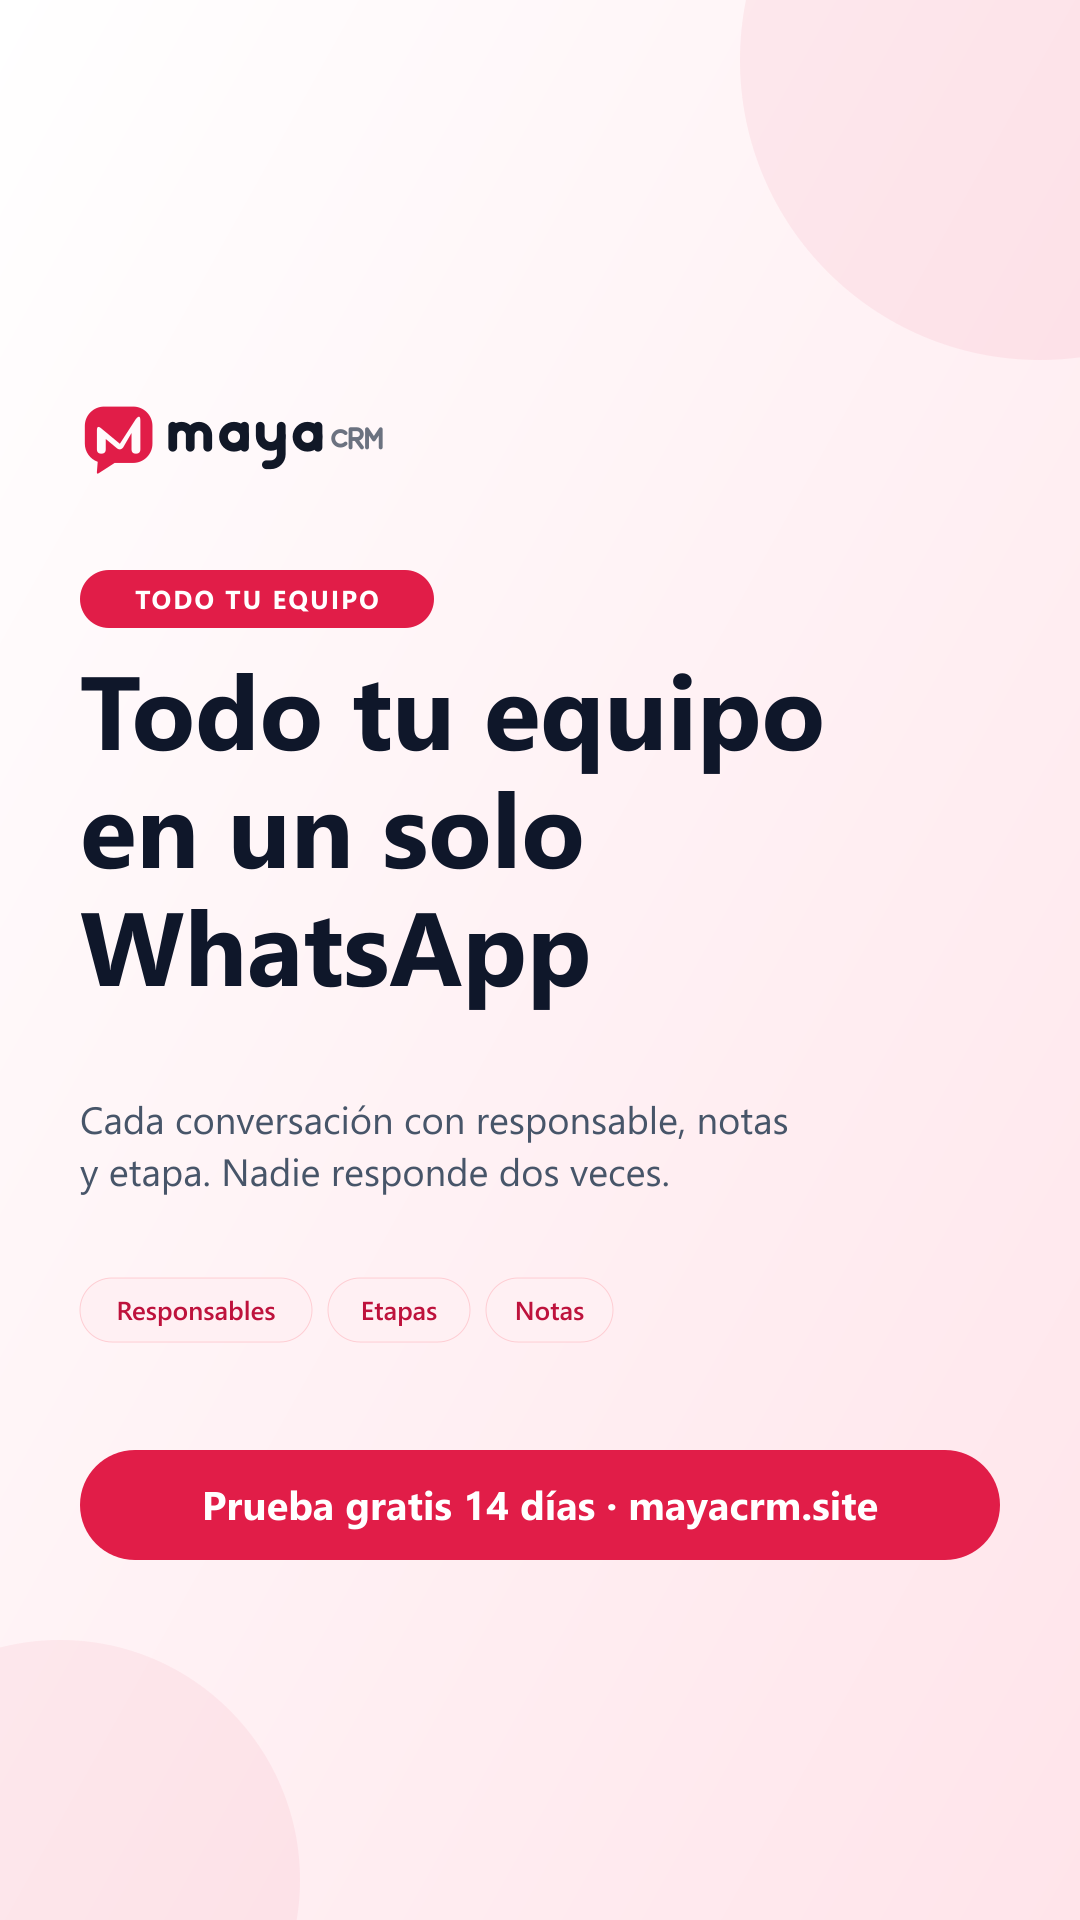 maya CRM
TODO TU EQUIPO
Todo tu equipo
en un solo
WhatsApp
Cada conversación con responsable, notas
y etapa. Nadie responde dos veces.
Responsables
Etapas
Notas
Prueba gratis 14 días · mayacrm.site